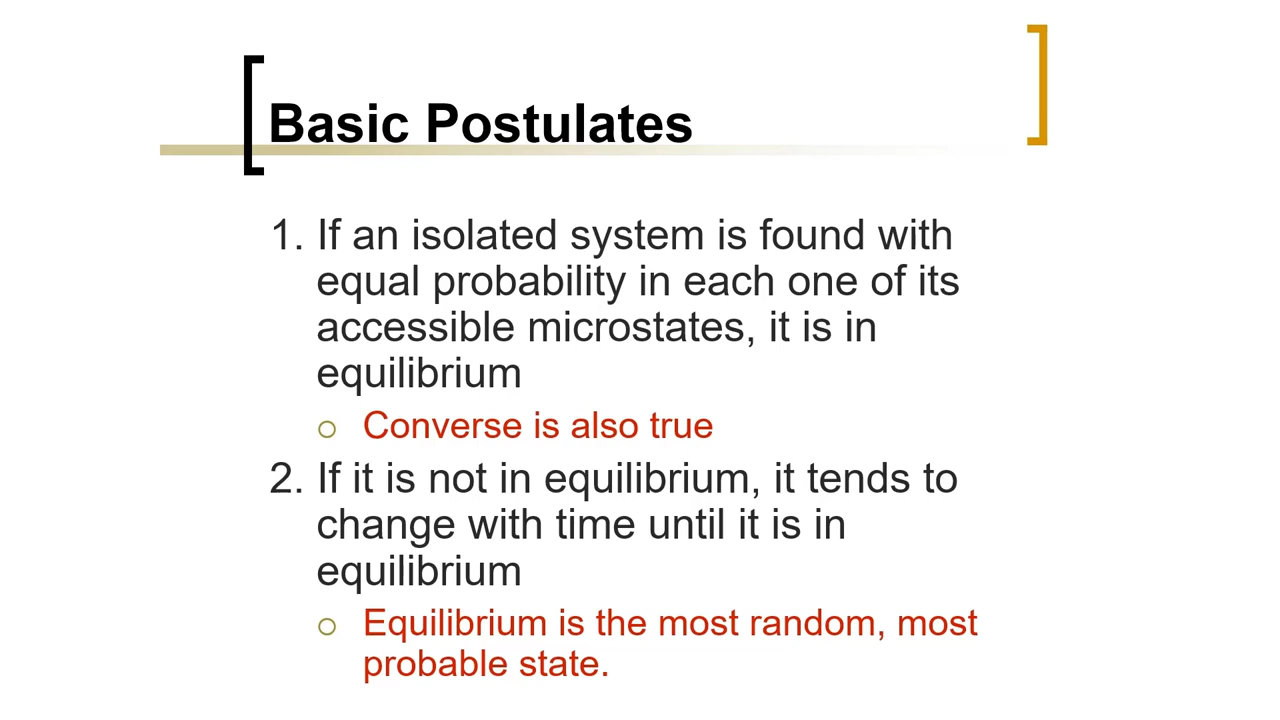 Basic Postulates
1. If an isolated system is found with
equal probability in each one of its
accessible microstates, it is in
equilibrium
Converse is also true
2. If it is not in equilibrium, it tends to
change with time until it is in
equilibrium
Equilibrium is the most random, most
probable state.